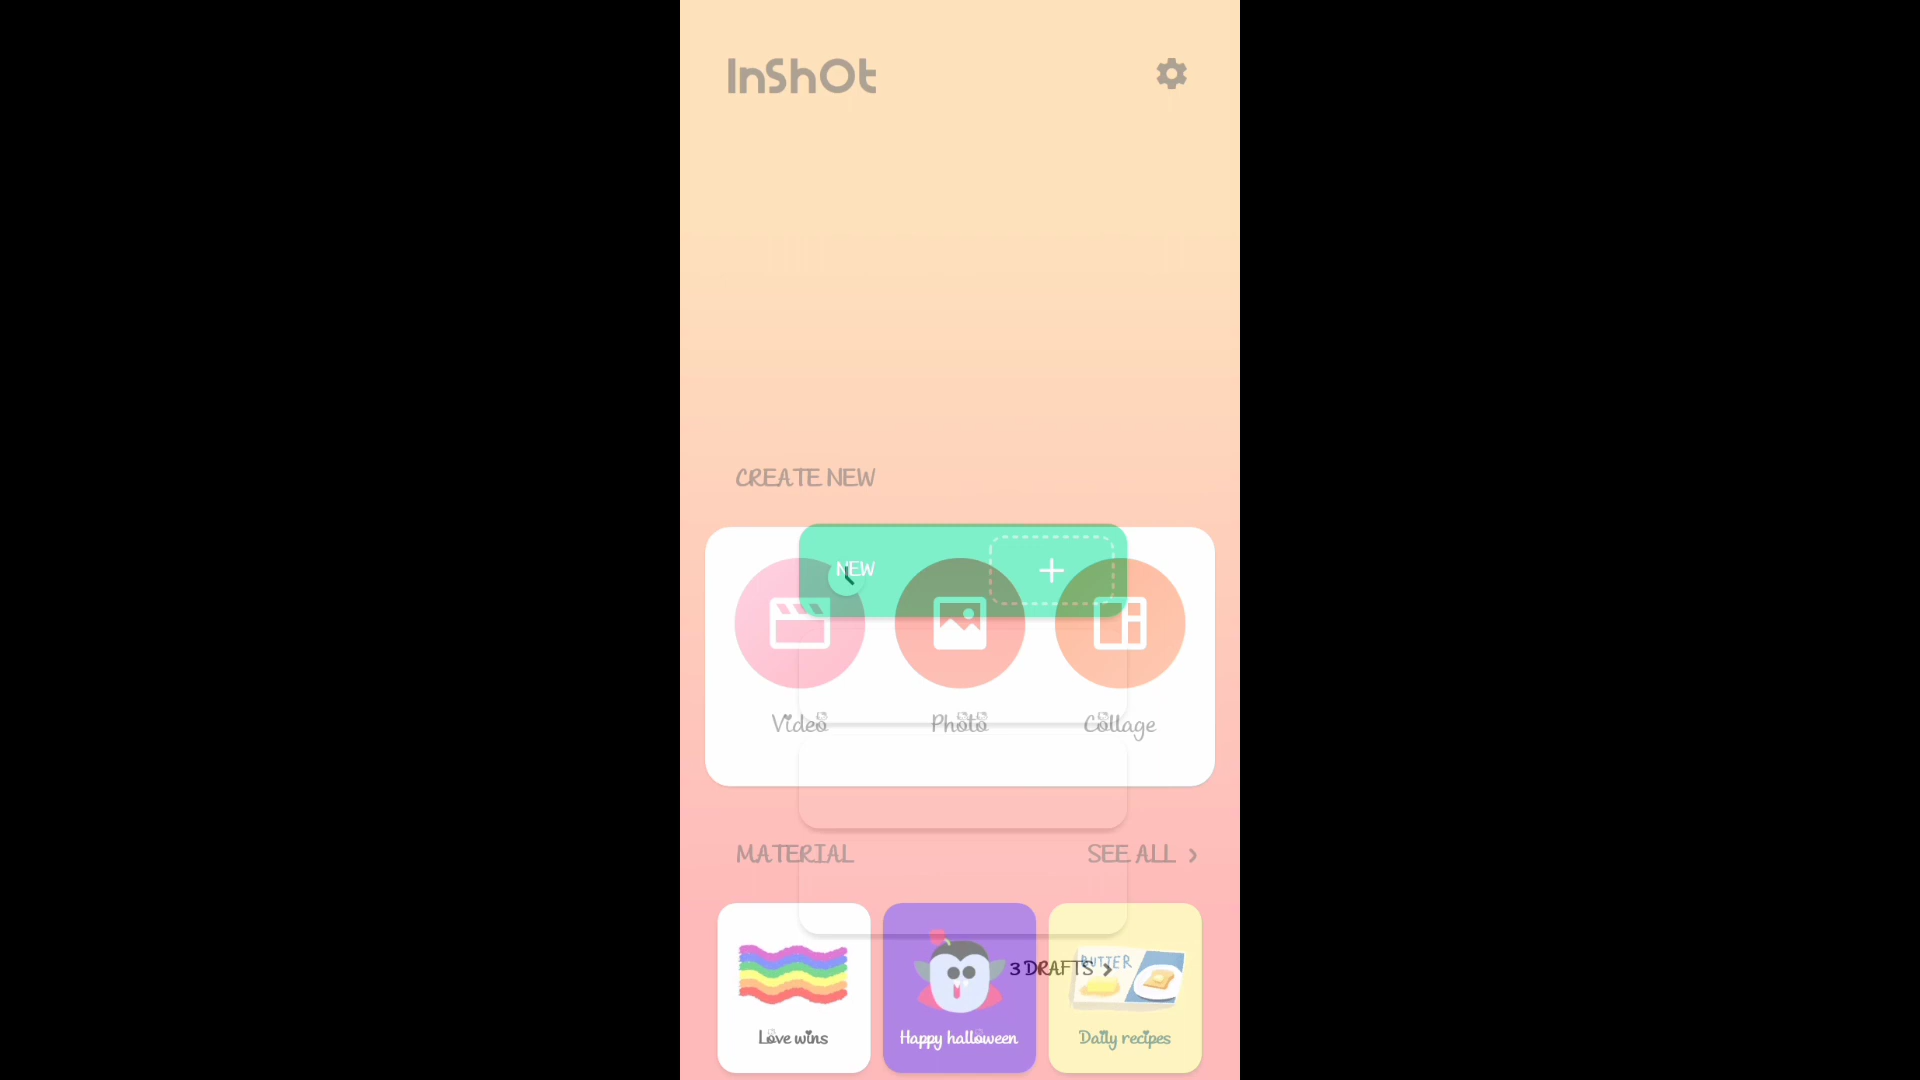 InShOt
CREATE NEW
NEW
Video
Photo
Collage
MATERIAL
SEE ALL
BUTTER
3 DRAFTS
Love wins
Happy halloween
Daily recipes